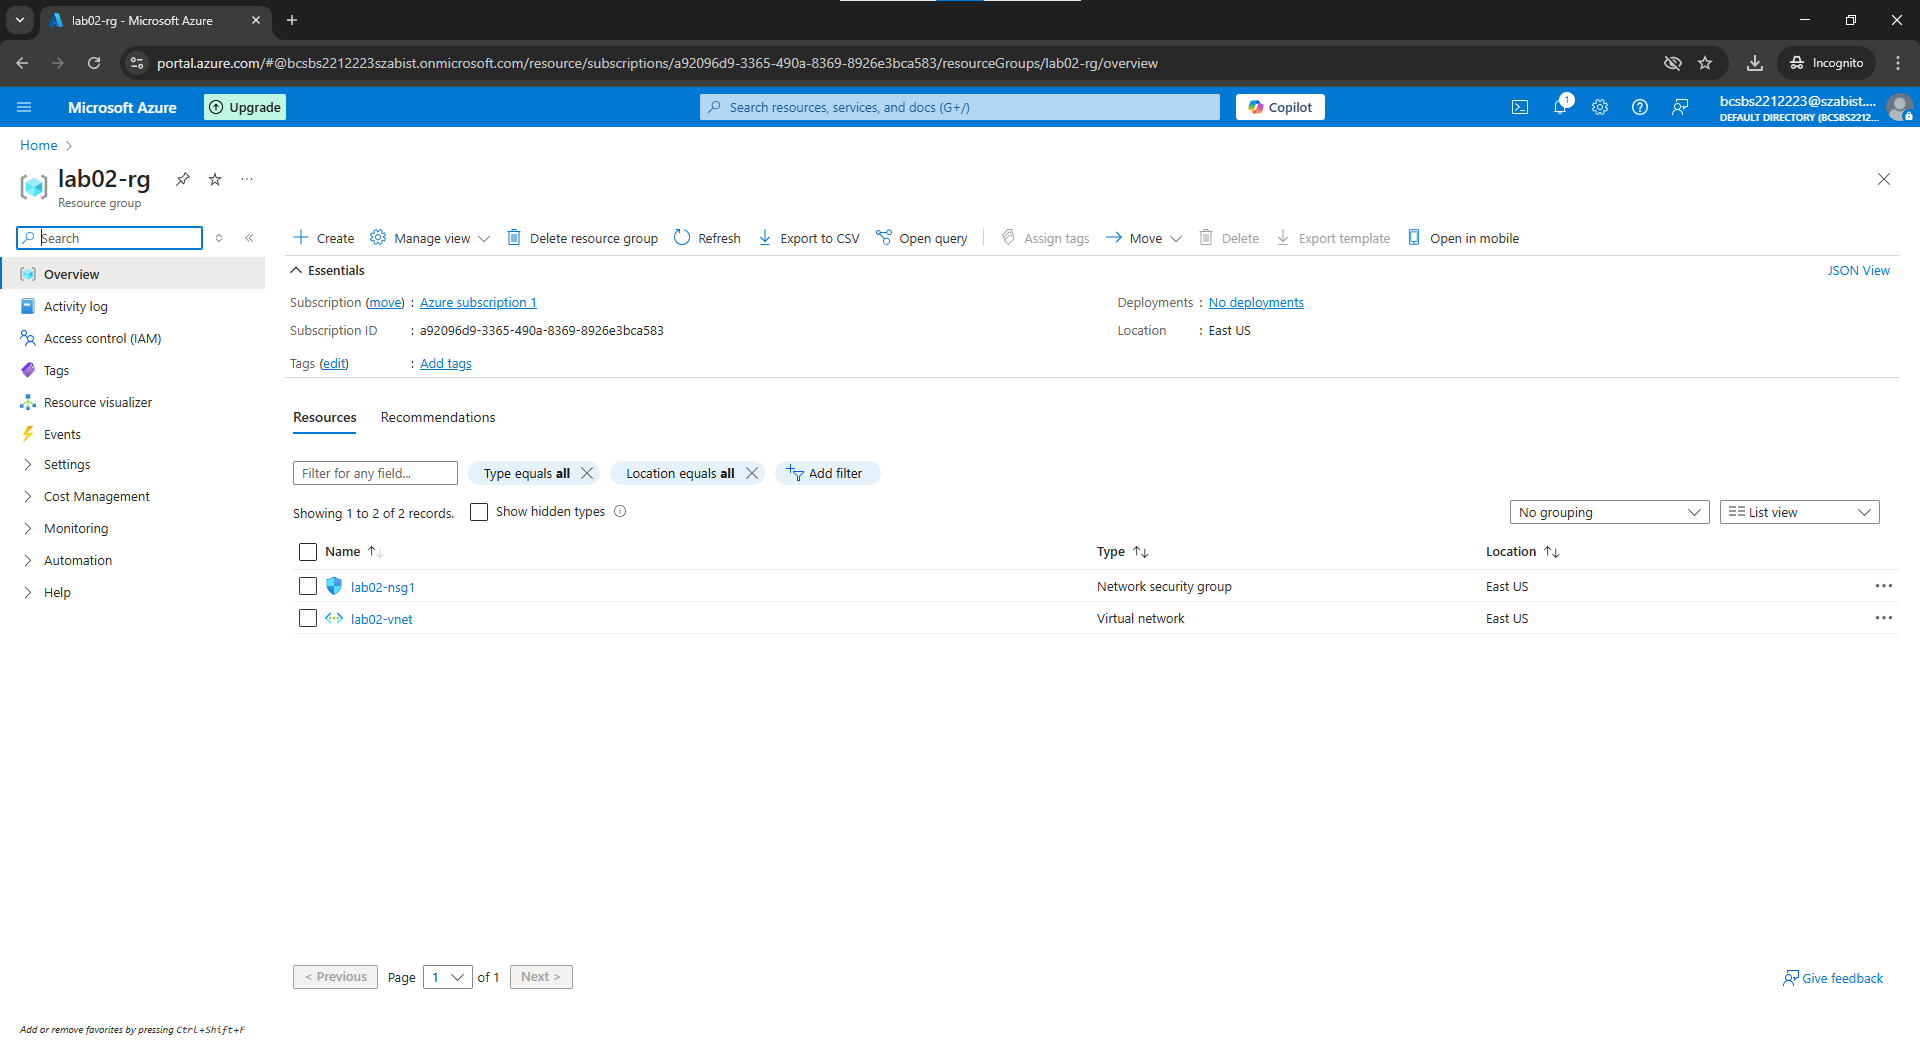 lab02-rg - Microsoft Azure
portal.azure.com/#@bcsbs2212223szabist.onmicrosoft.com/resource/subscriptions/a92096d9-3365-490a-8369-8926e3bca583/resourceGroups/lab02-rg/overview
Incognito
Microsoft Azure
Upgrade
Search resources, services, and docs (G+/)
Copilot
1
bcsbs2212223@szabist....
DEFAULT DIRECTORY (BCSBS2212...
Home
lab02-rg
Resource group
Search
Create
Manage view
Delete resource group
Refresh
Export to CSV
Open query
Assign tags
Move
Delete
Export template
Open in mobile
Overview
Activity log
Access control (IAM)
Tags
Resource visualizer
Events
Settings
Cost Management
Monitoring
Automation
Help
Essentials
JSON View
Subscription (move) : Azure subscription 1
Subscription ID : a92096d9-3365-490a-8369-8926e3bca583
Tags (edit) : Add tags
Deployments : No deployments
Location : East US
Resources
Recommendations
Filter for any field...
Type equals all
Location equals all
Add filter
Showing 1 to 2 of 2 records.
Show hidden types
No grouping
List view
Name Type Location
lab02-nsg1 Network security group East US
lab02-vnet Virtual network East US
< Previous Page 1 of 1 Next >
Give feedback
Add or remove favorites by pressing Ctrl+Shift+F